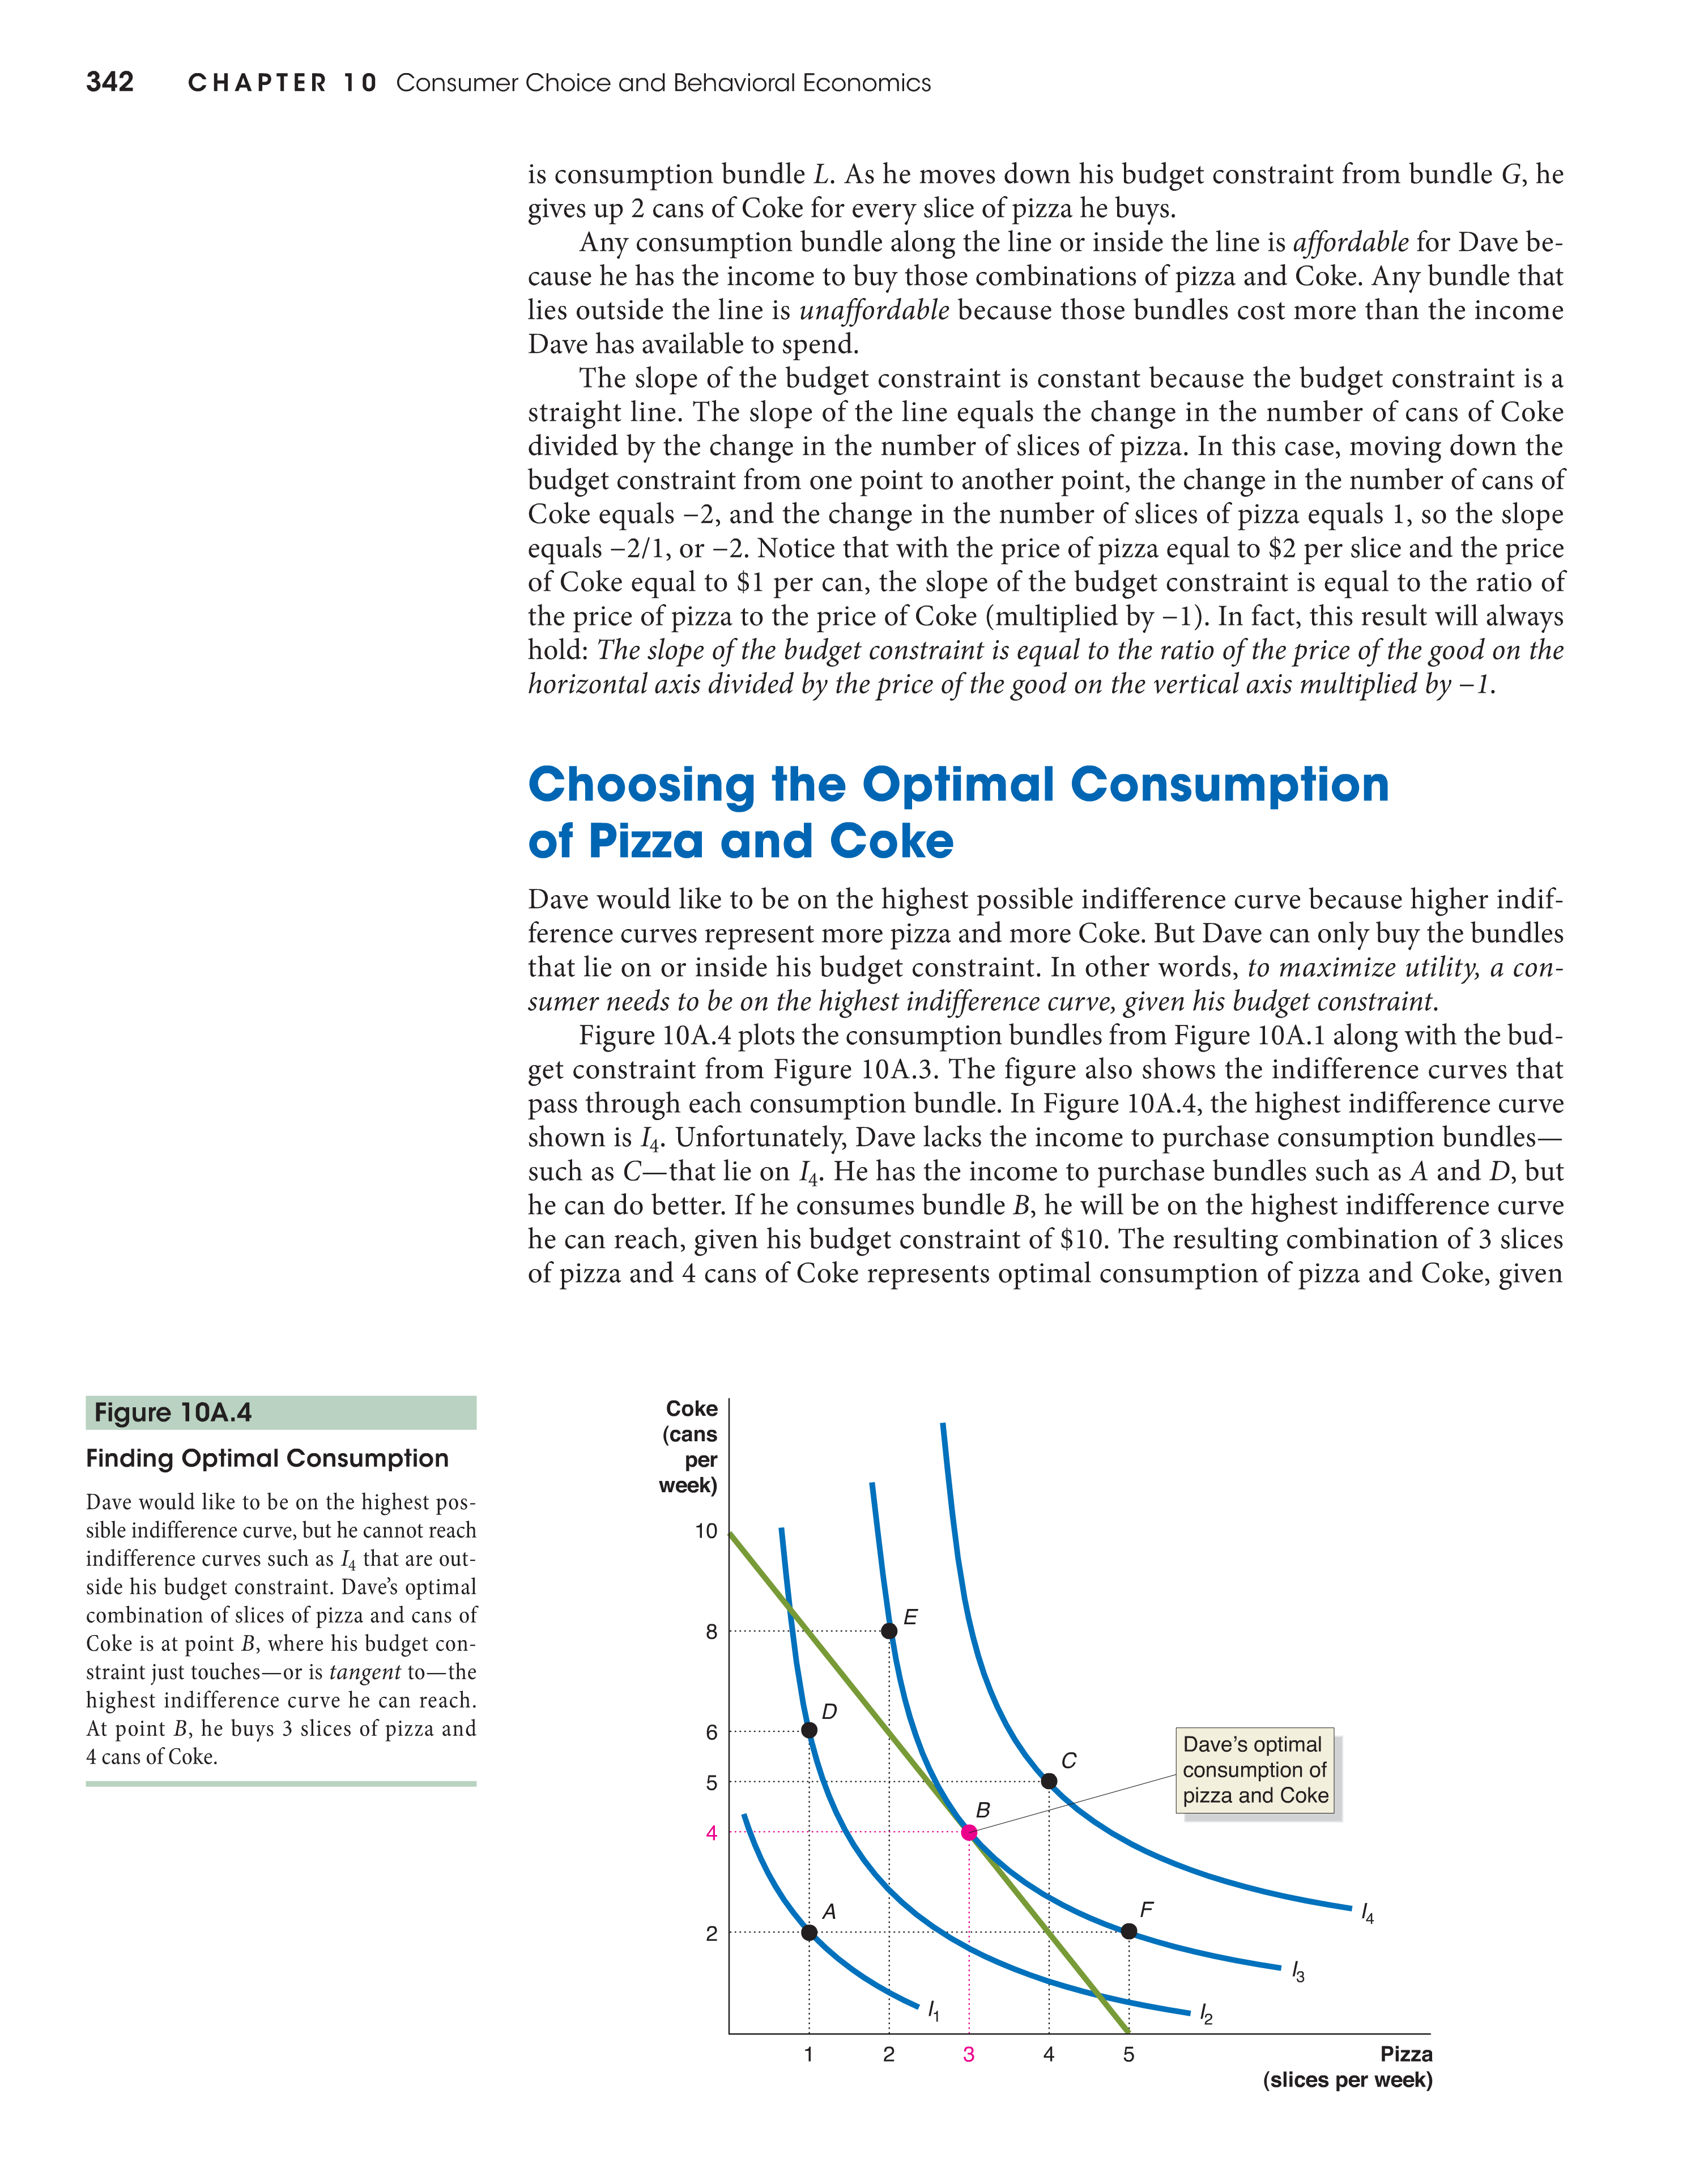 342 CHAPTER 10 Consumer Choice and Behavioral Economics
is consumption bundle L. As he moves down his budget constraint from bundle G, he
gives up 2 cans of Coke for every slice of pizza he buys.
Any consumption bundle along the line or inside the line is affordable for Dave be-
cause he has the income to buy those combinations of pizza and Coke. Any bundle that
lies outside the line is unaffordable because those bundles cost more than the income
Dave has available to spend.
The slope of the budget constraint is constant because the budget constraint is a
straight line. The slope of the line equals the change in the number of cans of Coke
divided by the change in the number of slices of pizza. In this case, moving down the
budget constraint from one point to another point, the change in the number of cans of
Coke equals −2, and the change in the number of slices of pizza equals 1, so the slope
equals −2/1, or −2. Notice that with the price of pizza equal to $2 per slice and the price
of Coke equal to $1 per can, the slope of the budget constraint is equal to the ratio of
the price of pizza to the price of Coke (multiplied by −1). In fact, this result will always
hold: The slope of the budget constraint is equal to the ratio of the price of the good on the
horizontal axis divided by the price of the good on the vertical axis multiplied by −1.
Choosing the Optimal Consumption
of Pizza and Coke
Dave would like to be on the highest possible indifference curve because higher indif-
ference curves represent more pizza and more Coke. But Dave can only buy the bundles
that lie on or inside his budget constraint. In other words, to maximize utility, a con-
sumer needs to be on the highest indifference curve, given his budget constraint.
Figure 10A.4 plots the consumption bundles from Figure 10A.1 along with the bud-
get constraint from Figure 10A.3. The figure also shows the indifference curves that
pass through each consumption bundle. In Figure 10A.4, the highest indifference curve
shown is I4. Unfortunately, Dave lacks the income to purchase consumption bundles—
such as C—that lie on I4. He has the income to purchase bundles such as A and D, but
he can do better. If he consumes bundle B, he will be on the highest indifference curve
he can reach, given his budget constraint of $10. The resulting combination of 3 slices
of pizza and 4 cans of Coke represents optimal consumption of pizza and Coke, given
Figure 10A.4
Finding Optimal Consumption
Dave would like to be on the highest pos-
sible indifference curve, but he cannot reach
indifference curves such as I4 that are out-
side his budget constraint. Dave's optimal
combination of slices of pizza and cans of
Coke is at point B, where his budget con-
straint just touches—or is tangent to—the
highest indifference curve he can reach.
At point B, he buys 3 slices of pizza and
4 cans of Coke.
Coke
(cans
per
week)
10
8
6
5
4
2
E
D
C
B
A
F
Dave's optimal
consumption of
pizza and Coke
I4
I3
I2
I1
1 2 3 4 5
Pizza
(slices per week)